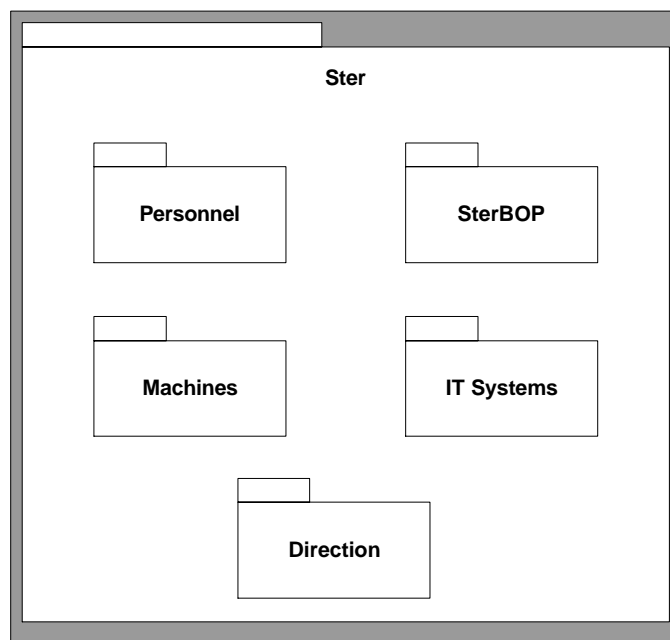 Ster
Personnel
SterBOP
Machines
IT Systems
Direction